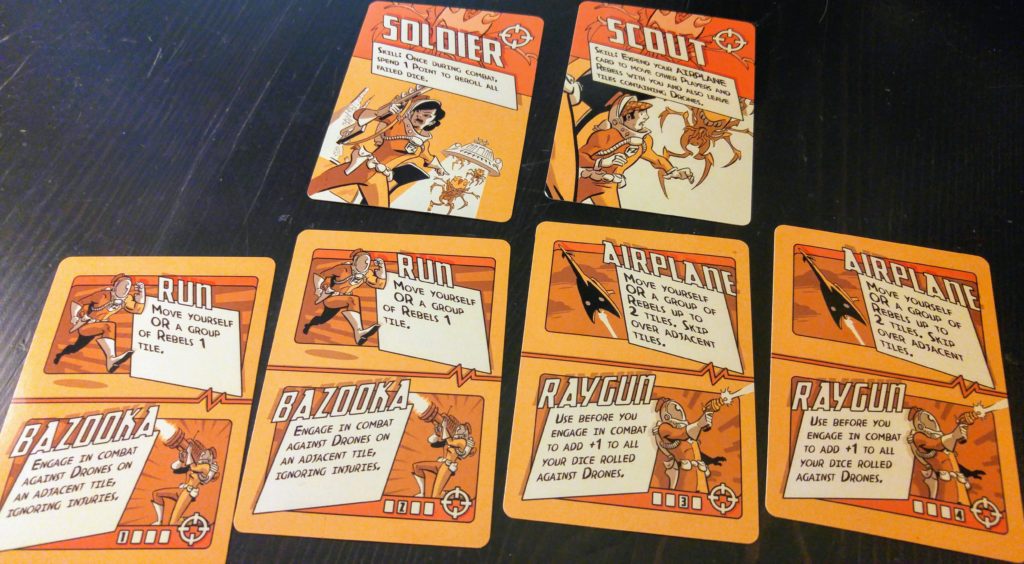 SOLDIER
SKILL: ONCE DURING COMBAT,
SPEND 1 POINT TO REROLL ALL
FAILED DICE.
SCOUT
SKILL: EXPEND YOUR AIRPLANE
CARD TO MOVE OTHER PLAYERS AND
REBELS WITH YOU AND ALSO LEAVE
TILES CONTAINING DRONES.
RUN
MOVE YOURSELF
OR A GROUP
OF REBELS 1
TILE.
BAZOOKA
ENGAGE IN COMBAT
AGAINST DRONES ON
AN ADJACENT TILE,
IGNORING INJURIES.
1
RUN
MOVE YOURSELF
OR A GROUP
OF REBELS 1
TILE.
BAZOOKA
ENGAGE IN COMBAT
AGAINST DRONES ON
AN ADJACENT TILE,
IGNORING INJURIES.
2
AIRPLANE
MOVE YOURSELF
OR A GROUP OF
REBELS UP TO
2 TILES. SKIP
OVER ADJACENT
TILES.
RAYGUN
USE BEFORE YOU
ENGAGE IN COMBAT
TO ADD +1 TO ALL
YOUR DICE ROLLED
AGAINST DRONES.
3
AIRPLANE
MOVE YOURSELF
OR A GROUP OF
REBELS UP TO
2 TILES. SKIP
OVER ADJACENT
TILES.
RAYGUN
USE BEFORE YOU
ENGAGE IN COMBAT
TO ADD +1 TO ALL
YOUR DICE ROLLED
AGAINST DRONES.
4